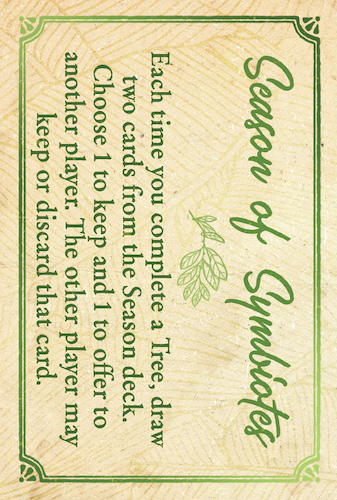 Season of Symbiotes
Each time you complete a Tree, draw
two cards from the Season deck.
Choose 1 to keep and 1 to offer to
another player. The other player may
keep or discard that card.